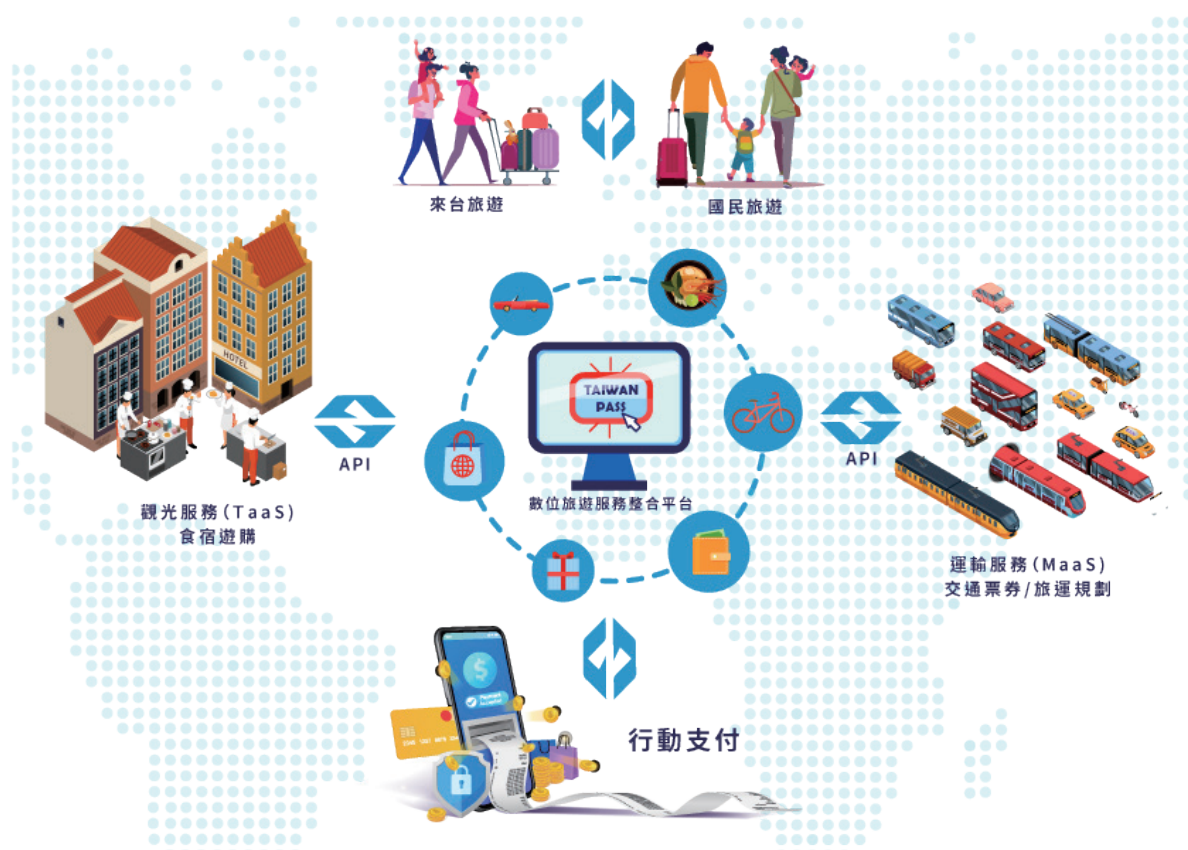 來台旅遊
國民旅遊
HOTEL
TAIWAN
PASS
API
API
數位旅遊服務整合平台
觀光服務(TaaS)
食宿遊購
運輸服務(MaaS)
交通票券/旅運規劃
$
Payment
行動支付